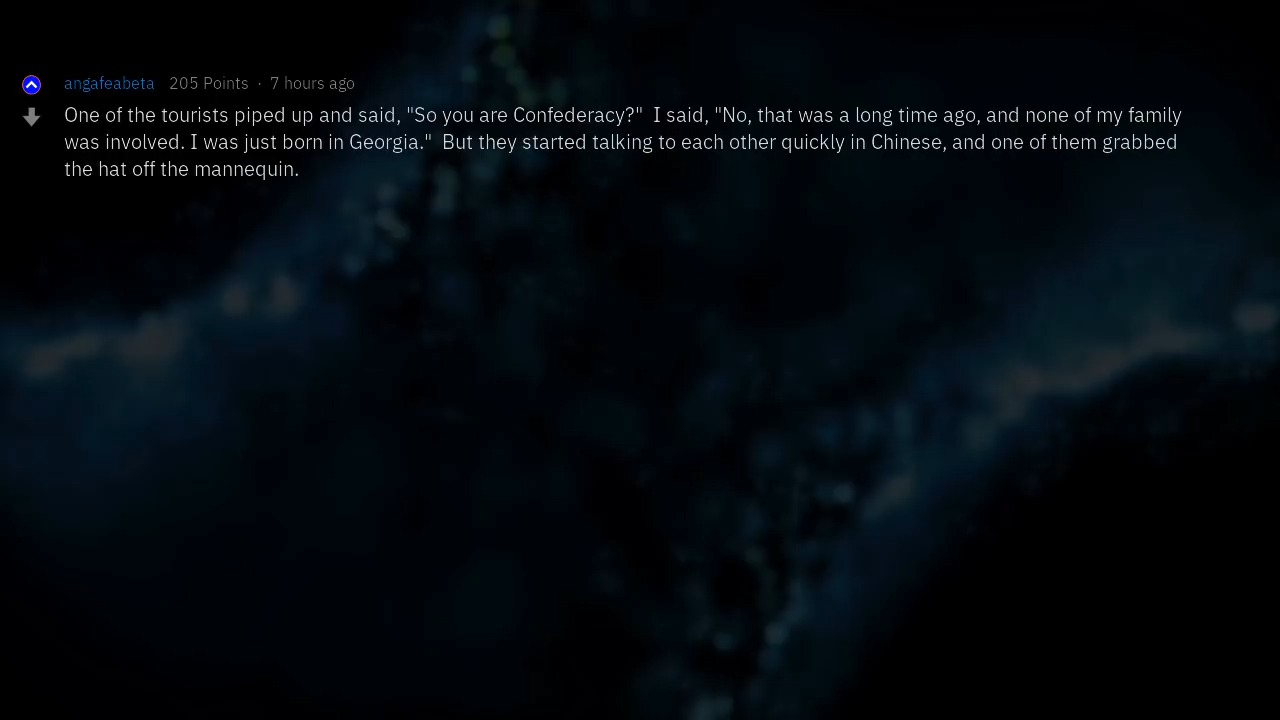 angafeabeta 205 Points · 7 hours ago
One of the tourists piped up and said, "So you are Confederacy?"  I said, "No, that was a long time ago, and none of my family
was involved. I was just born in Georgia."  But they started talking to each other quickly in Chinese, and one of them grabbed
the hat off the mannequin.